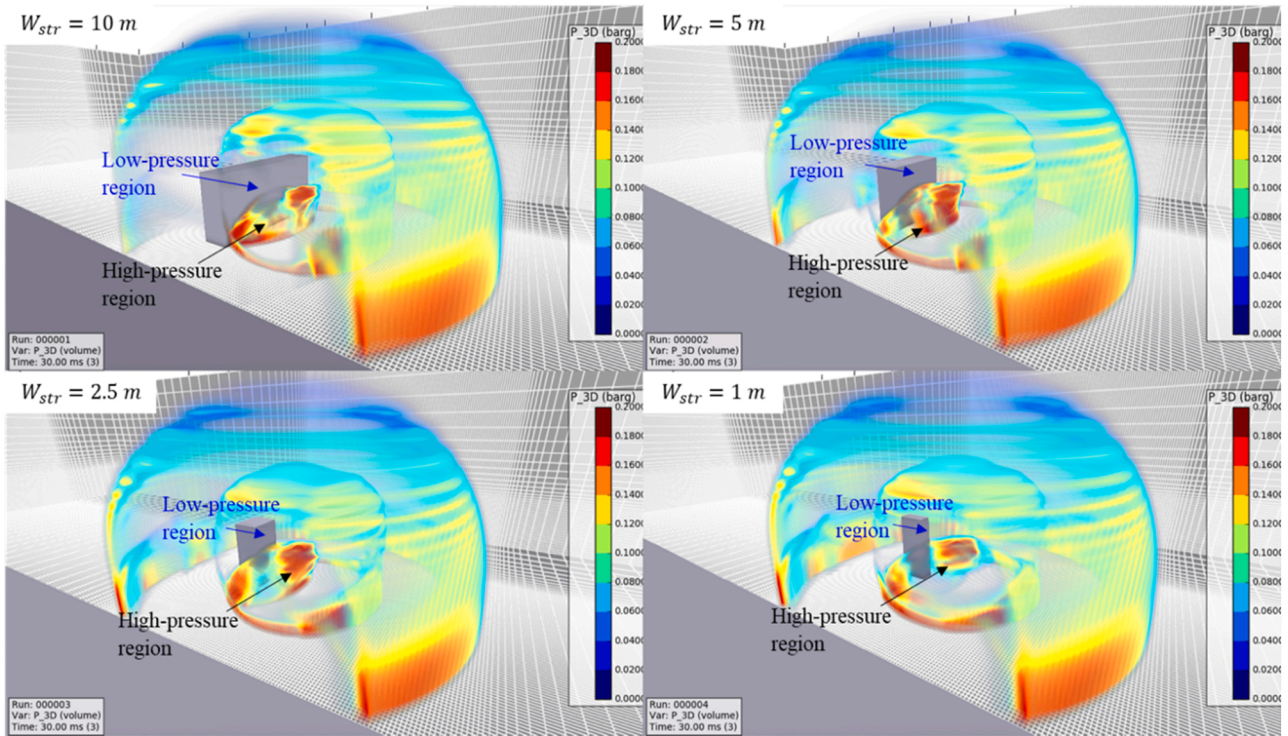 W_str = 10 m
P_3D (barg)
0.2000
0.1800
0.1600
0.1400
0.1200
0.1000
0.0800
0.0600
0.0400
0.0200
0.0000
Low-pressure
region
High-pressure
region
Run: 000001
Var: P_3D (volume)
Time: 30.00 ms (3)
W_str = 5 m
P_3D (barg)
0.2000
0.1800
0.1600
0.1400
0.1200
0.1000
0.0800
0.0600
0.0400
0.0200
0.0000
Low-pressure
region
High-pressure
region
Run: 000002
Var: P_3D (volume)
Time: 30.00 ms (3)
W_str = 2.5 m
P_3D (barg)
0.2000
0.1800
0.1600
0.1400
0.1200
0.1000
0.0800
0.0600
0.0400
0.0200
0.0000
Low-pressure
region
High-pressure
region
Run: 000003
Var: P_3D (volume)
Time: 30.00 ms (3)
W_str = 1 m
P_3D (barg)
0.2000
0.1800
0.1600
0.1400
0.1200
0.1000
0.0800
0.0600
0.0400
0.0200
0.0000
Low-pressure
region
High-pressure
region
Run: 000004
Var: P_3D (volume)
Time: 30.00 ms (3)